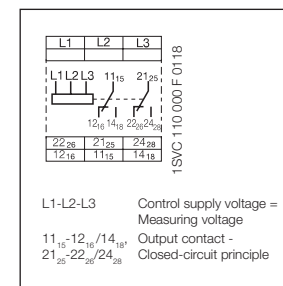 L1 L2 L3
L1 L2 L3 11₁₅ 21₂₅
12₁₆ 14₁₈ 22₂₆ 24₂₈
22₂₆ 21₂₅ 24₂₈
12₁₆ 11₁₅ 14₁₈
1SVC 110 000 F 0118
L1-L2-L3 Control supply voltage =
Measuring voltage
11₁₅-12₁₆/14₁₈, Output contact -
21₂₅-22₂₆/24₂₈ Closed-circuit principle